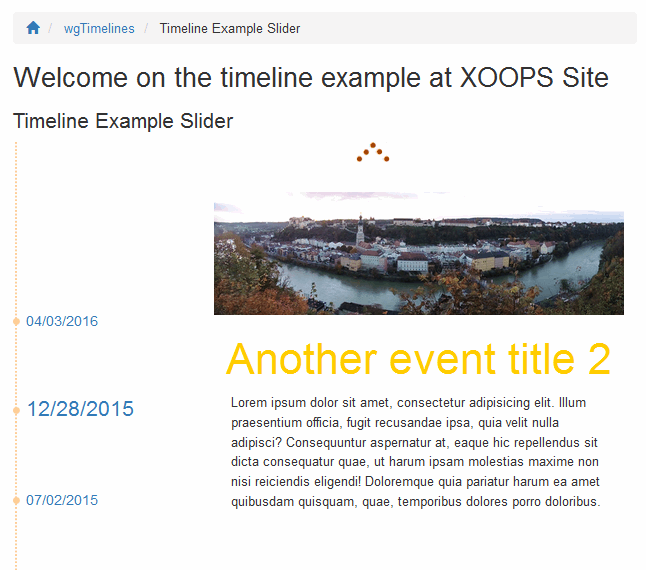 wgTimelines / Timeline Example Slider
Welcome on the timeline example at XOOPS Site
Timeline Example Slider
04/03/2016
12/28/2015
07/02/2015
Another event title 2
Lorem ipsum dolor sit amet, consectetur adipisicing elit. Illum
praesentium officia, fugit recusandae ipsa, quia velit nulla
adipisci? Consequuntur aspernatur at, eaque hic repellendus sit
dicta consequatur quae, ut harum ipsam molestias maxime non
nisi reiciendis eligendi! Doloremque quia pariatur harum ea amet
quibusdam quisquam, quae, temporibus dolores porro doloribus.